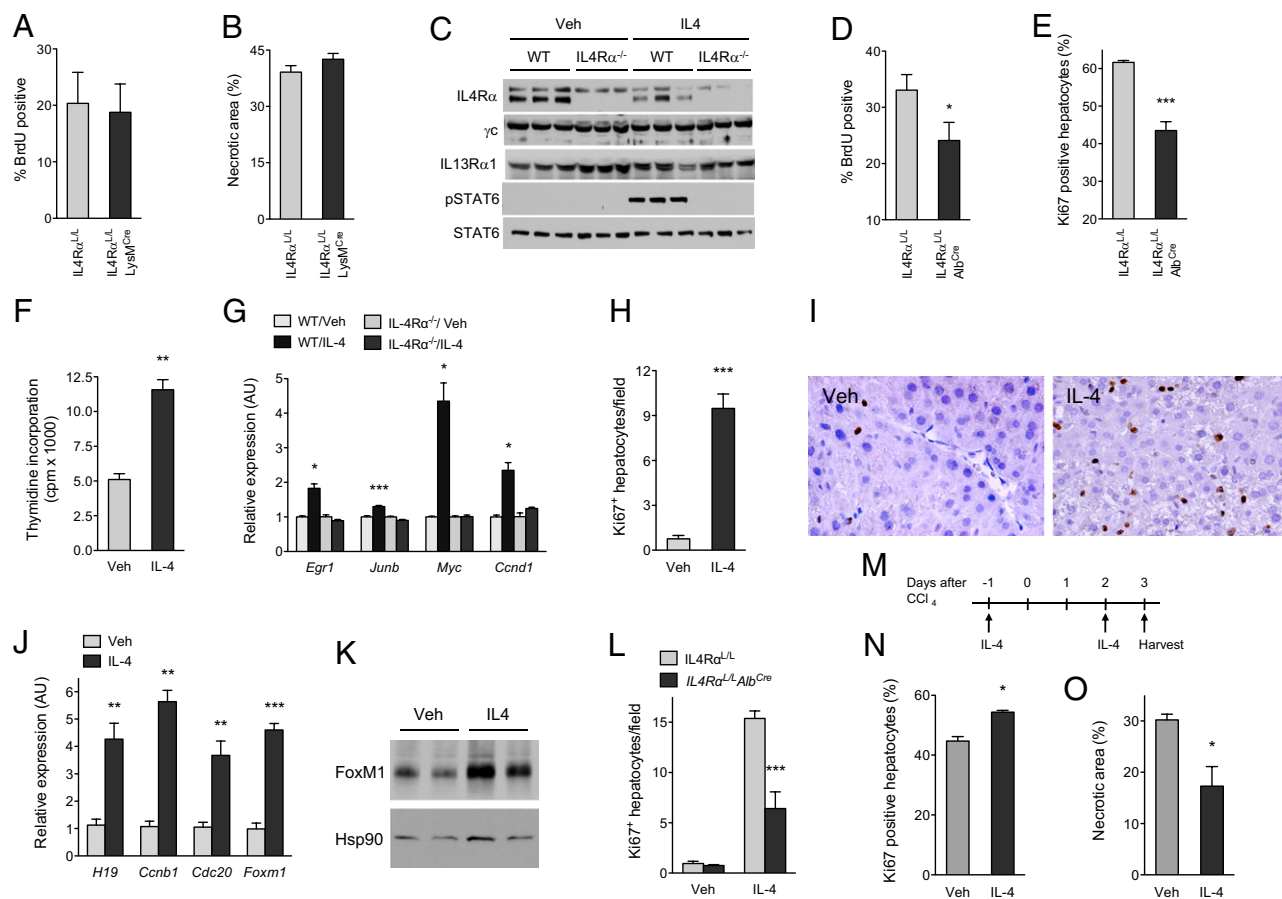 A
% BrdU positive
30
20
10
0
IL4Rα^L/L
IL4Rα^L/L
LysM^Cre
B
Necrotic area (%)
45
30
15
0
IL4Rα^L/L
IL4Rα^L/L
LysM^Cre
C
Veh IL4
WT IL4Rα-/- WT IL4Rα-/-
IL4Rα
γc
IL13Rα1
pSTAT6
STAT6
D
% BrdU positive
40
30
20
10
*
IL4Rα^L/L
IL4Rα^L/L
Alb^Cre
E
Ki67 positive hepatocytes (%)
60
50
40
30
20
***
IL4Rα^L/L
IL4Rα^L/L
Alb^Cre
F
Thymidine incorporation
(cpm x 1000)
12.5
10.0
7.5
5.0
2.5
0.0
**
Veh IL-4
G
WT/Veh IL-4Rα-/-/ Veh
WT/IL-4 IL-4Rα-/-/IL-4
Relative expression (AU)
5
4
3
2
1
0
* *** * *
Egr1 Junb Myc Ccnd1
H
Ki67+ hepatocytes/field
12
9
6
3
0
***
Veh IL-4
I
Veh IL-4
J
Veh
IL-4
Relative expression (AU)
6
5
4
3
2
1
0
** ** ** ***
H19 Ccnb1 Cdc20 Foxm1
K
Veh IL4
FoxM1
Hsp90
L
IL4Rα^L/L
IL4Rα^L/L Alb^Cre
Ki67+ hepatocytes/field
15
10
5
0
***
Veh IL-4
M
Days after -1 0 1 2 3
CCl 4
IL-4 IL-4 Harvest
N
Ki67 positive hepatocytes (%)
60
40
20
0
*
Veh IL-4
O
Necrotic area (%)
30
20
10
0
*
Veh IL-4